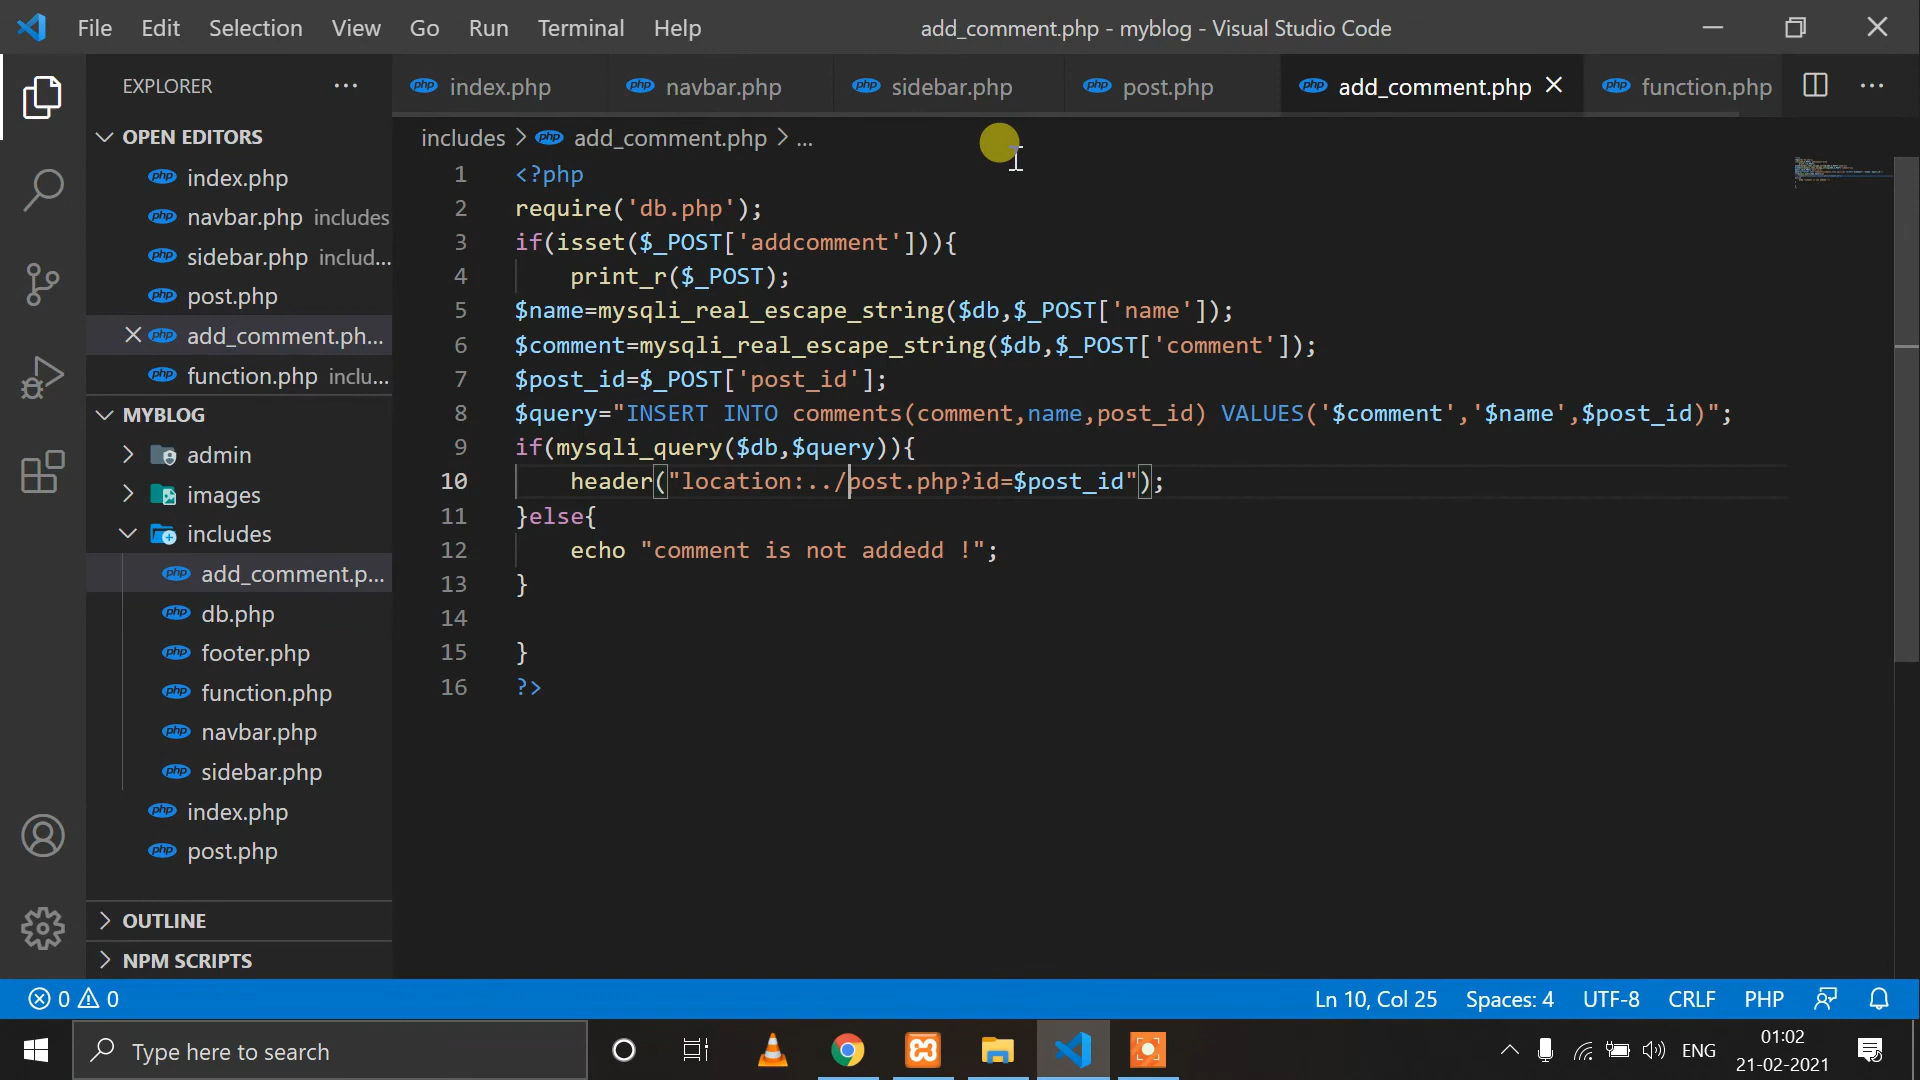 File Edit Selection View Go Run Terminal Help add_comment.php - myblog - Visual Studio Code
EXPLORER ...
index.php navbar.php sidebar.php post.php add_comment.php function.php ...
OPEN EDITORS
index.php
navbar.php includes
sidebar.php includ...
post.php
add_comment.ph...
function.php inclu...
MYBLOG
admin
images
includes
add_comment.p...
db.php
footer.php
function.php
navbar.php
sidebar.php
index.php
post.php
OUTLINE
NPM SCRIPTS
includes > add_comment.php > ...
1 <?php
2 require('db.php');
3 if(isset($_POST['addcomment'])){
4 print_r($_POST);
5 $name=mysqli_real_escape_string($db,$_POST['name']);
6 $comment=mysqli_real_escape_string($db,$_POST['comment']);
7 $post_id=$_POST['post_id'];
8 $query="INSERT INTO comments(comment,name,post_id) VALUES('$comment','$name',$post_id)";
9 if(mysqli_query($db,$query)){
10 header("location:../post.php?id=$post_id");
11 }else{
12 echo "comment is not addedd !";
13 }
14
15 }
16 ?>
0 0 Ln 10, Col 25 Spaces: 4 UTF-8 CRLF PHP
Type here to search ENG 01:02
21-02-2021